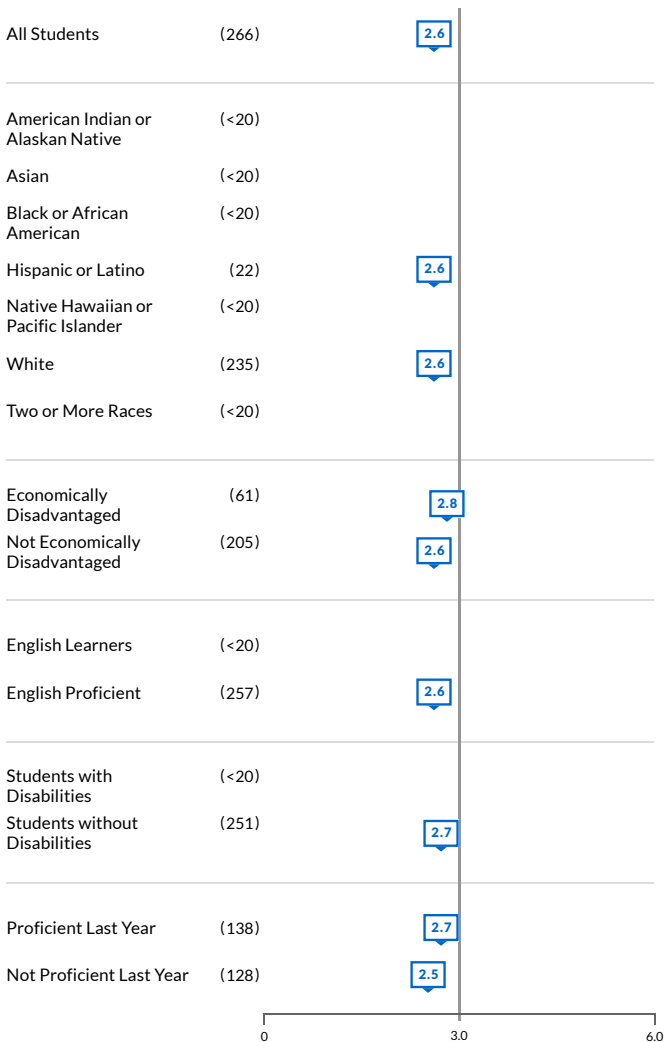 All Students (266) 2.6
American Indian or (<20)
Alaskan Native
Asian (<20)
Black or African (<20)
American
Hispanic or Latino (22) 2.6
Native Hawaiian or (<20)
Pacific Islander
White (235) 2.6
Two or More Races (<20)
Economically (61) 2.8
Disadvantaged
Not Economically (205) 2.6
Disadvantaged
English Learners (<20)
English Proficient (257) 2.6
Students with (<20)
Disabilities
Students without (251) 2.7
Disabilities
Proficient Last Year (138) 2.7
Not Proficient Last Year (128) 2.5
0 3.0 6.0